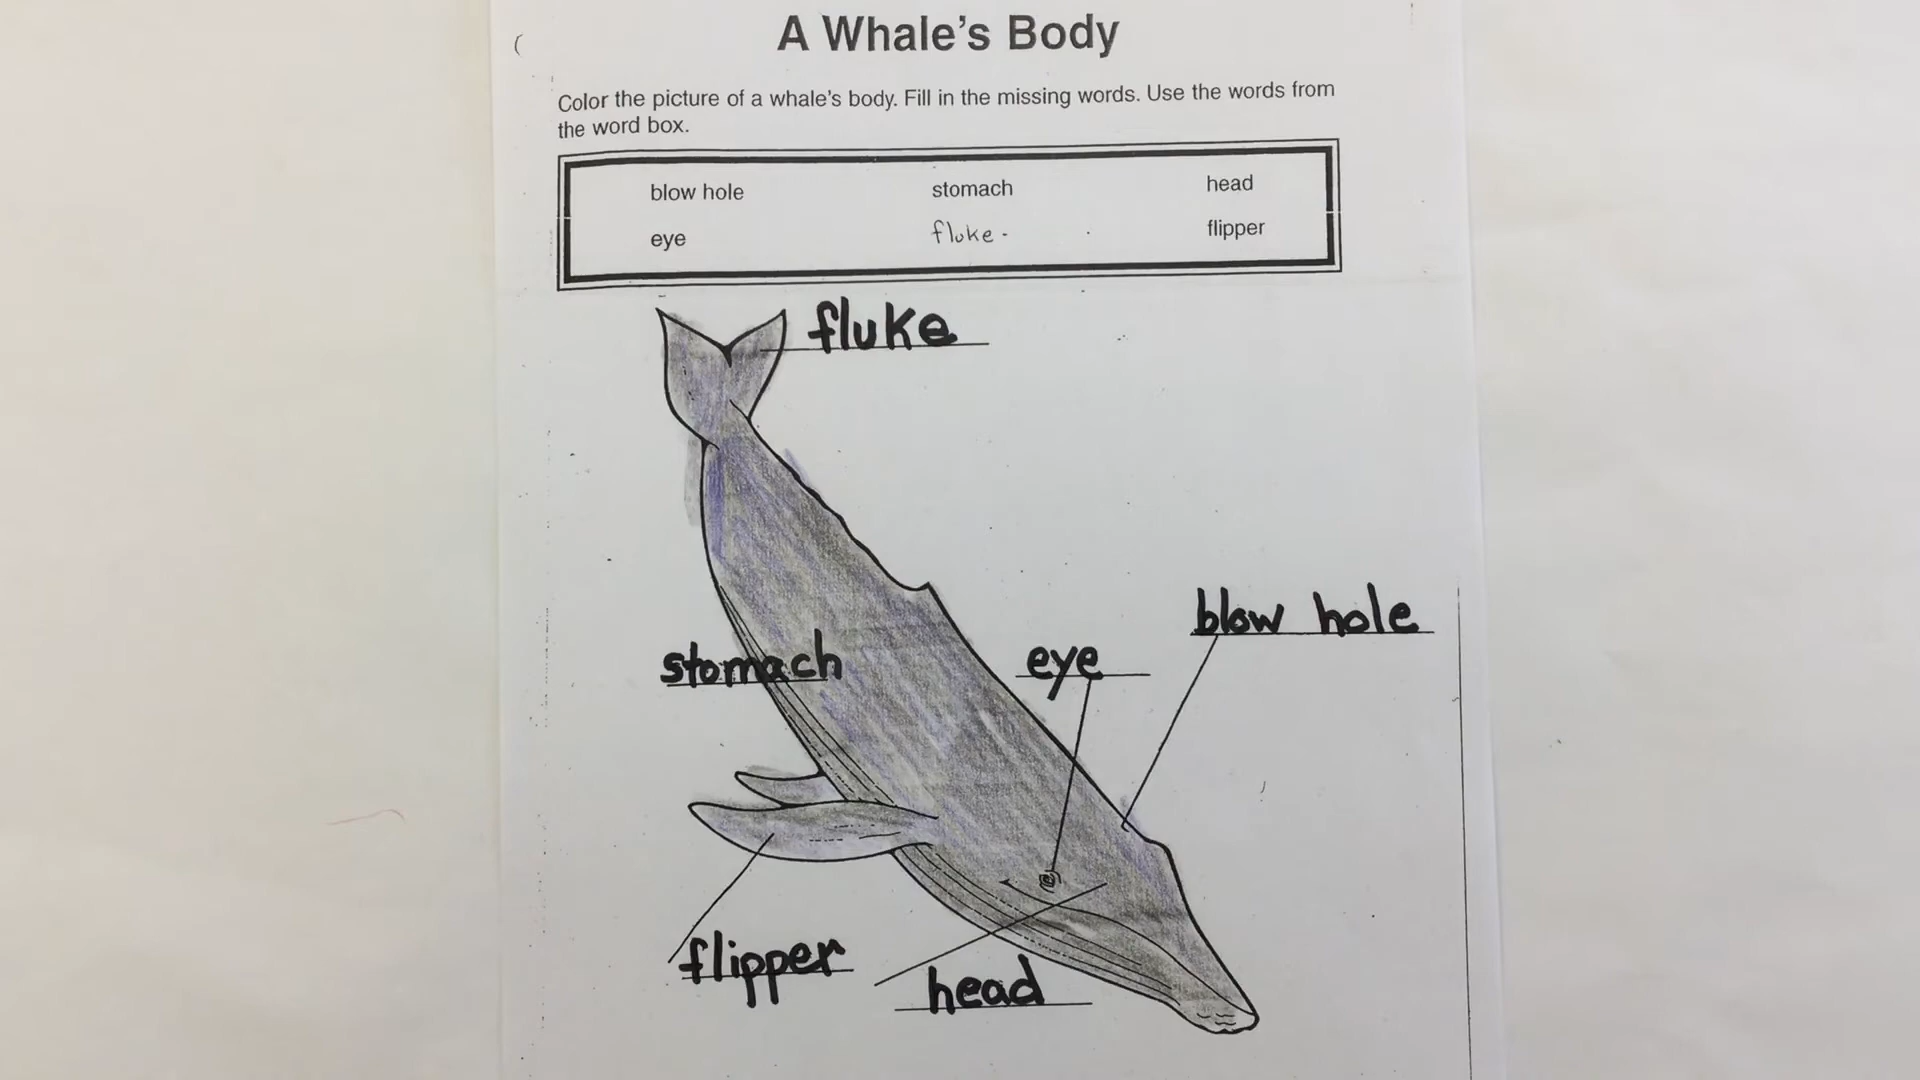 A Whale's Body
Color the picture of a whale's body. Fill in the missing words. Use the words from
the word box.
blow hole stomach head
eye fluke - flipper
fluke
blow hole
eye
stomach
flipper
head